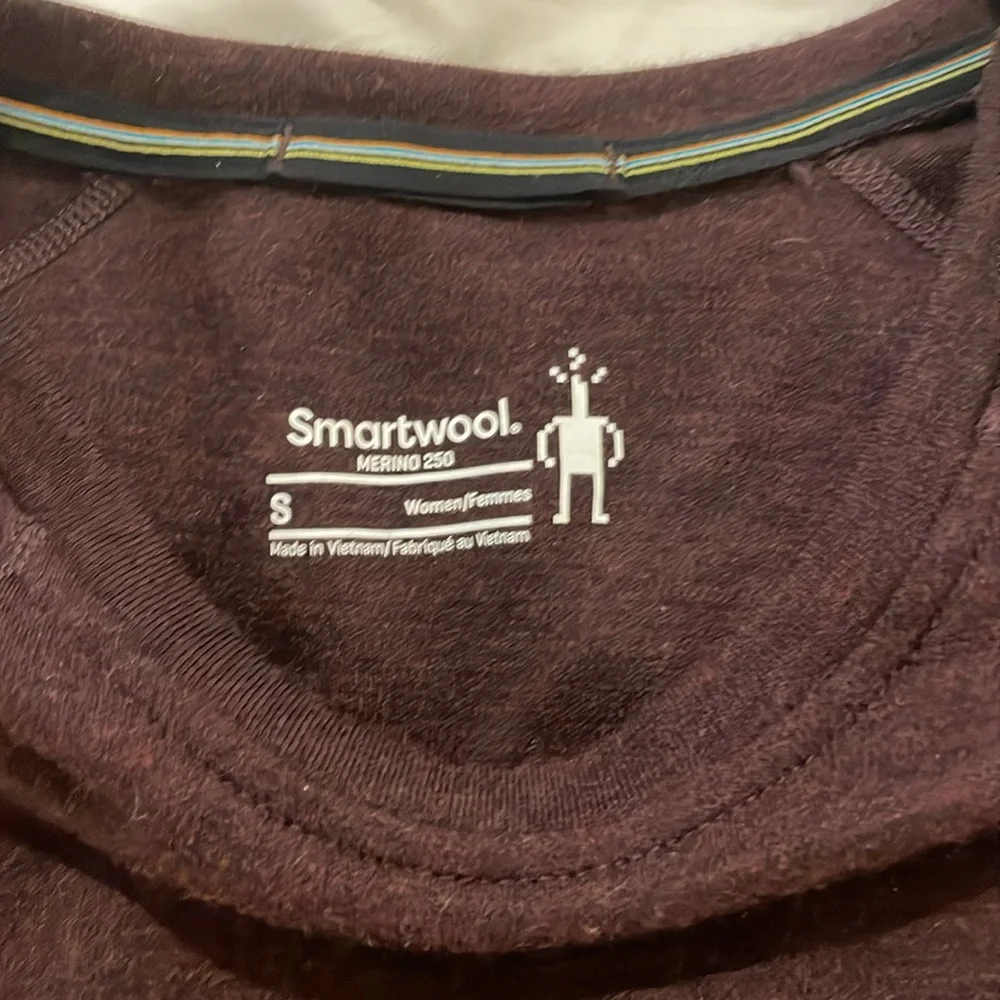 Smartwool®
MERINO 250
S Women/Femmes
Made in Vietnam/Fabriqué au Vietnam